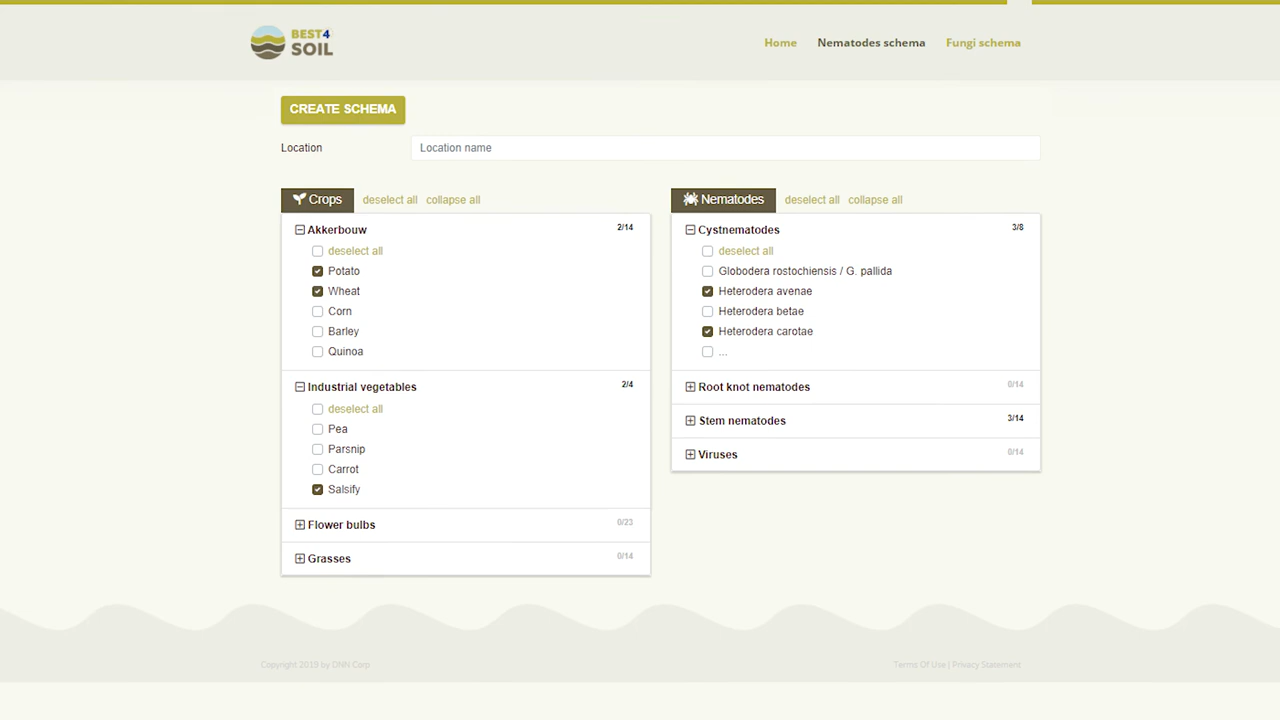 BEST4
SOIL
Home
Nematodes schema
Fungi schema
CREATE SCHEMA
Location
Location name
Crops
deselect all
collapse all
Akkerbouw
2/14
deselect all
Potato
Wheat
Corn
Barley
Quinoa
Industrial vegetables
2/4
deselect all
Pea
Parsnip
Carrot
Salsify
Flower bulbs
0/23
Grasses
0/14
Nematodes
deselect all
collapse all
Cystnematodes
3/8
deselect all
Globodera rostochiensis / G. pallida
Heterodera avenae
Heterodera betae
Heterodera carotae
...
Root knot nematodes
0/14
Stem nematodes
3/14
Viruses
0/14
Copyright 2019 by DNN Corp
Terms Of Use | Privacy Statement